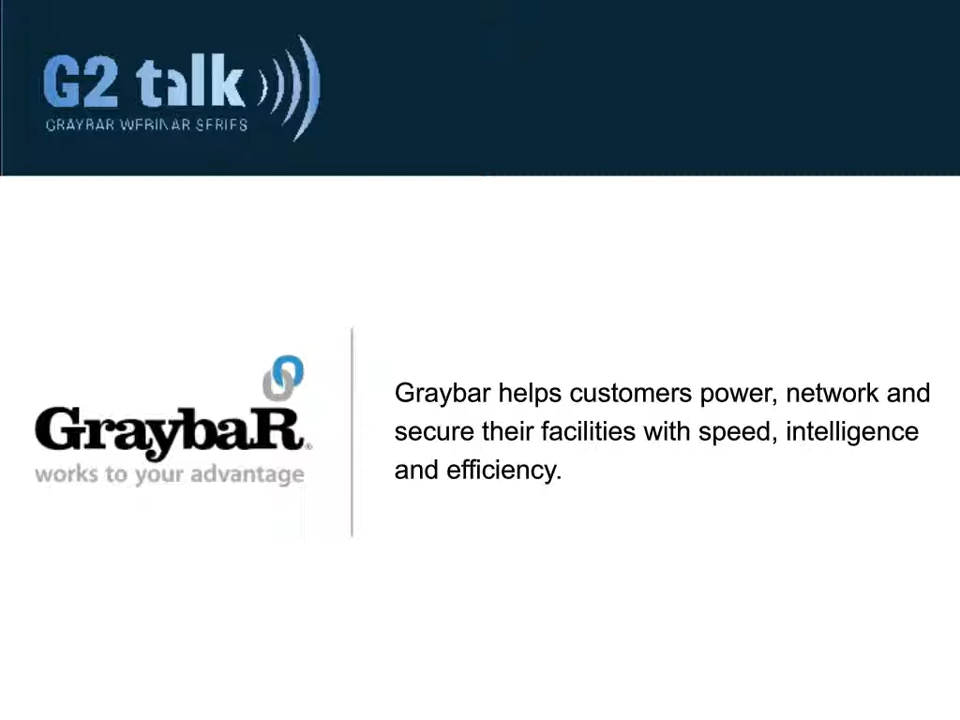 G2 talk
GRAYBAR WEBINAR SERIES
GraybaR®
works to your advantage
Graybar helps customers power, network and
secure their facilities with speed, intelligence
and efficiency.